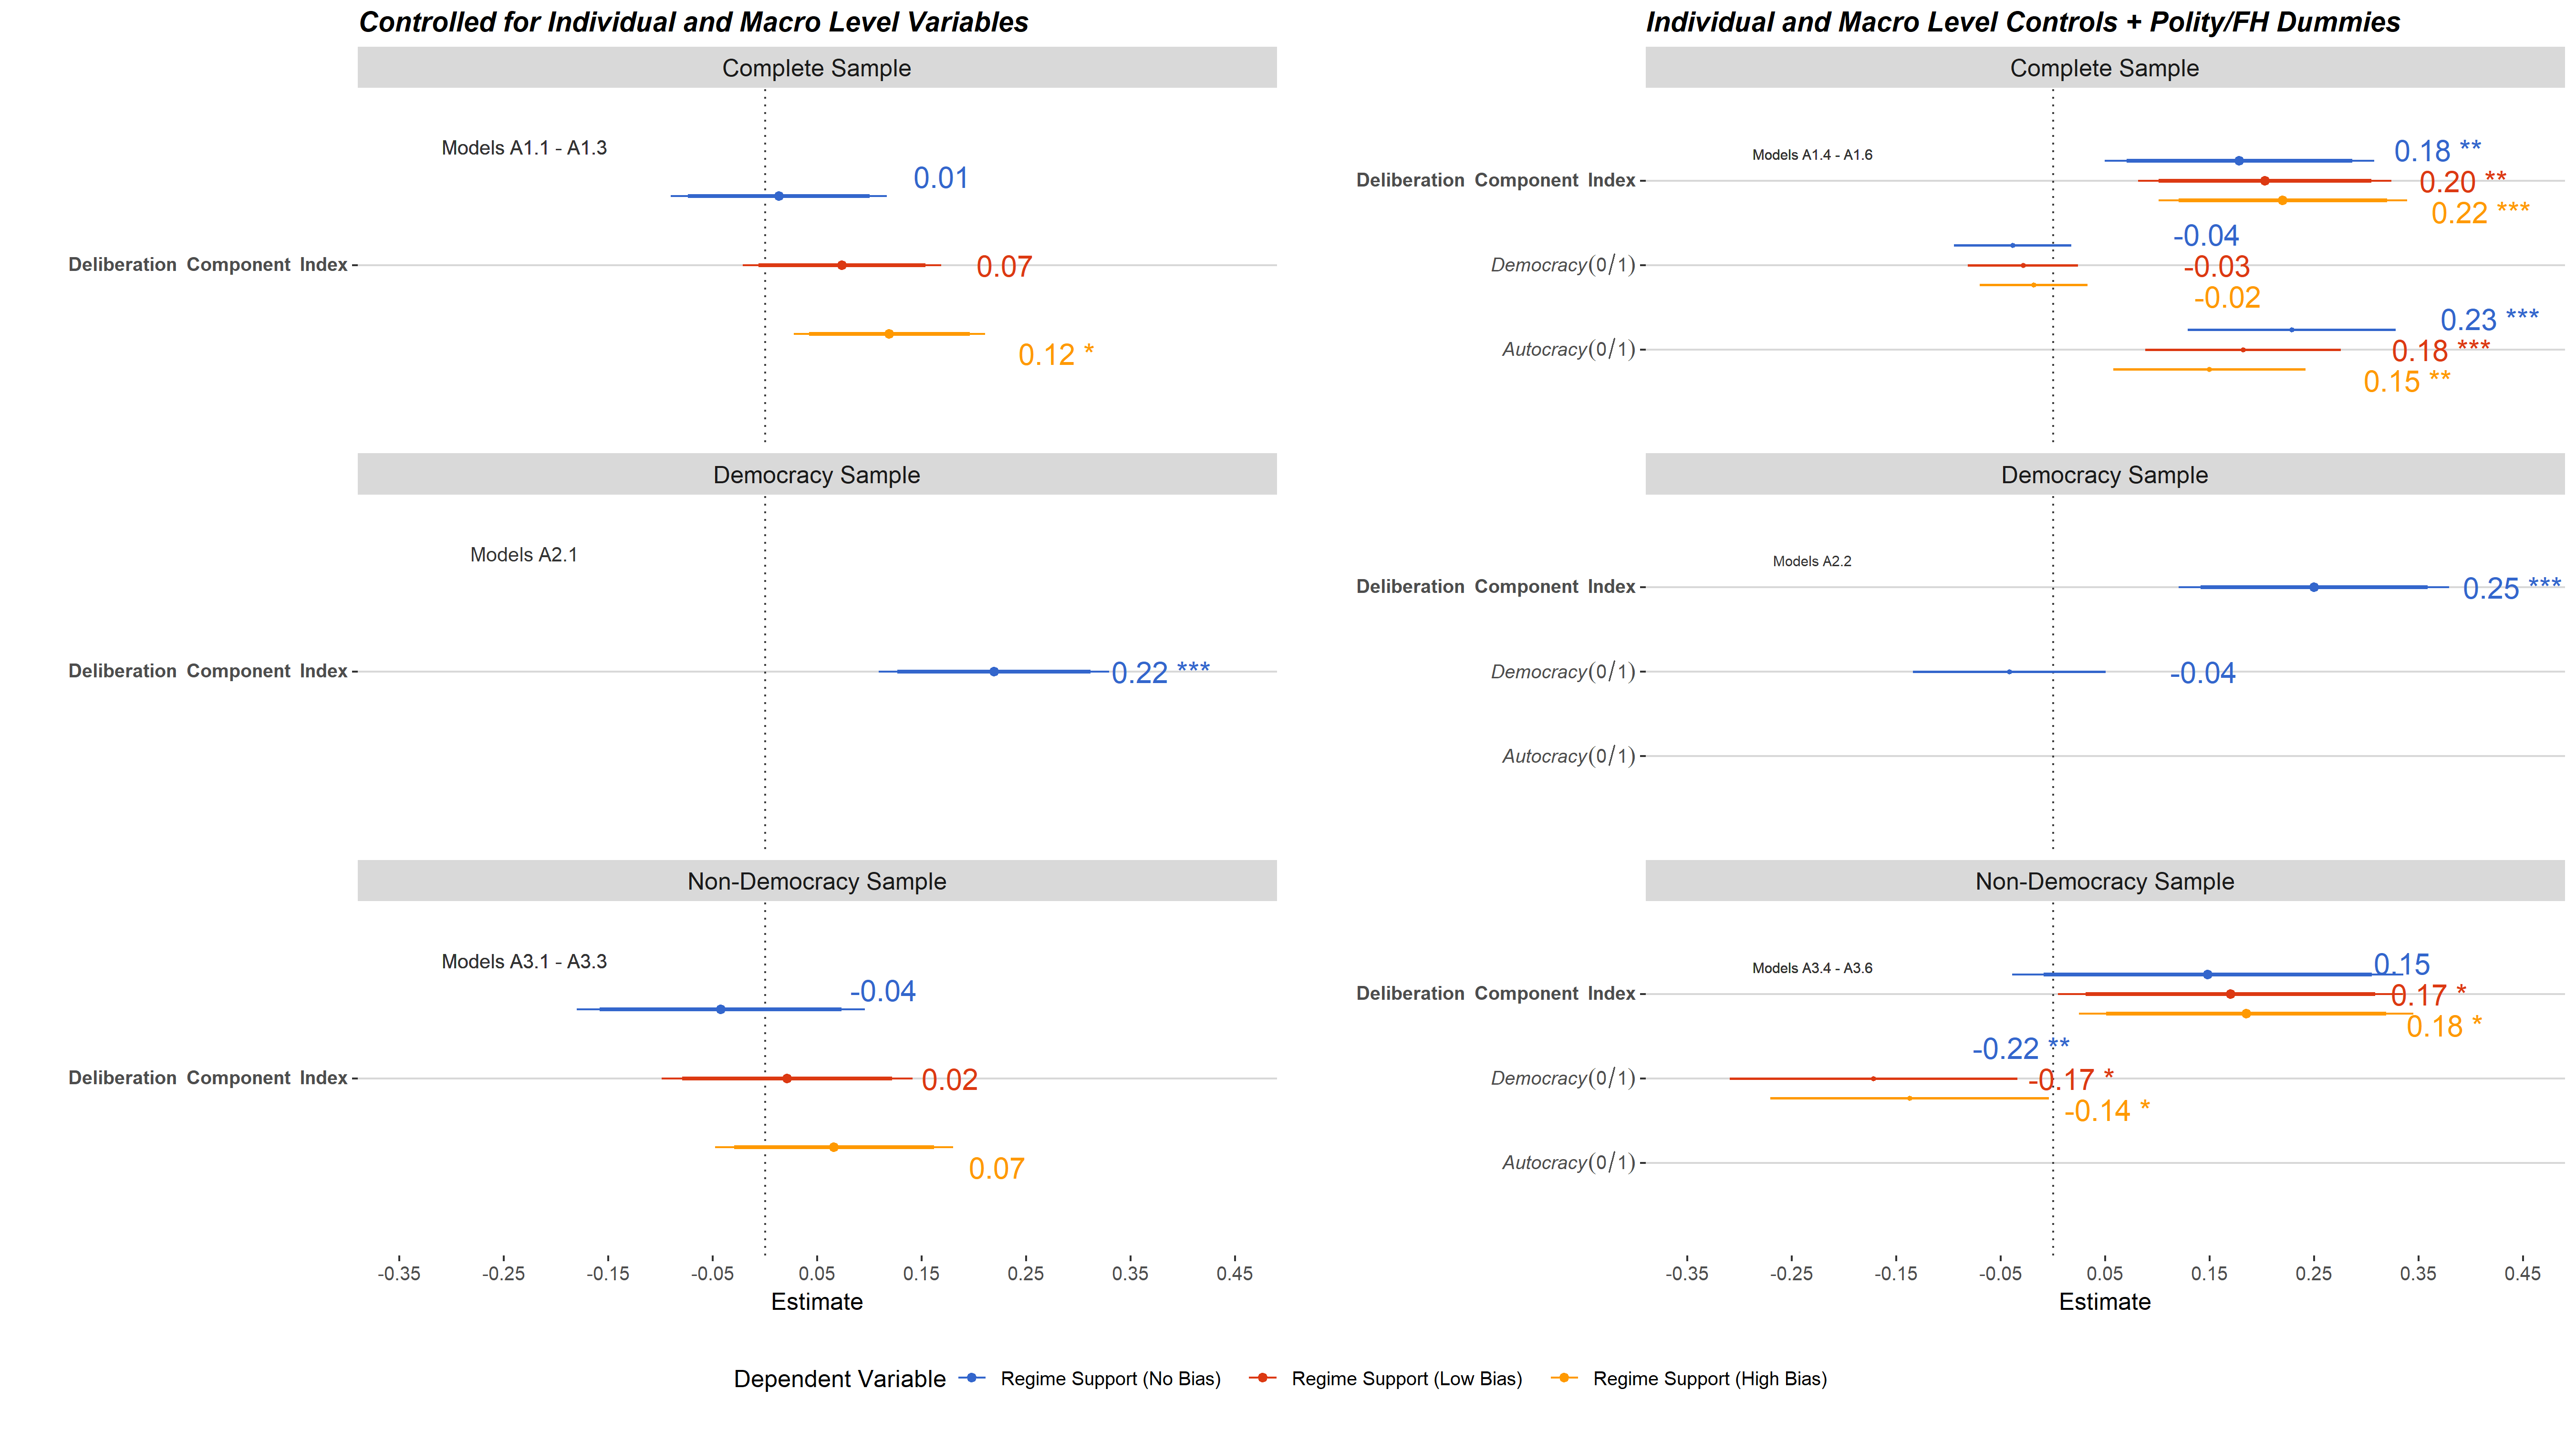 Controlled for Individual and Macro Level Variables
Complete Sample
Models A1.1 - A1.3
0.01
Deliberation Component Index
0.07
0.12 *
Democracy Sample
Models A2.1
Deliberation Component Index
0.22 ***
Non-Democracy Sample
Models A3.1 - A3.3
-0.04
Deliberation Component Index
0.02
0.07
-0.35 -0.25 -0.15 -0.05 0.05 0.15 0.25 0.35 0.45
Estimate
Individual and Macro Level Controls + Polity/FH Dummies
Complete Sample
Models A1.4 - A1.6
0.18 **
Deliberation Component Index
0.20 **
0.22 ***
-0.04
Democracy(0/1)
-0.03
-0.02
0.23 ***
Autocracy(0/1)
0.18 ***
0.15 **
Democracy Sample
Models A2.2
Deliberation Component Index
0.25 ***
Democracy(0/1)
-0.04
Autocracy(0/1)
Non-Democracy Sample
Models A3.4 - A3.6
0.15
Deliberation Component Index
0.17 *
0.18 *
-0.22 **
Democracy(0/1)
-0.17 *
-0.14 *
Autocracy(0/1)
-0.35 -0.25 -0.15 -0.05 0.05 0.15 0.25 0.35 0.45
Estimate
Dependent Variable Regime Support (No Bias) Regime Support (Low Bias) Regime Support (High Bias)